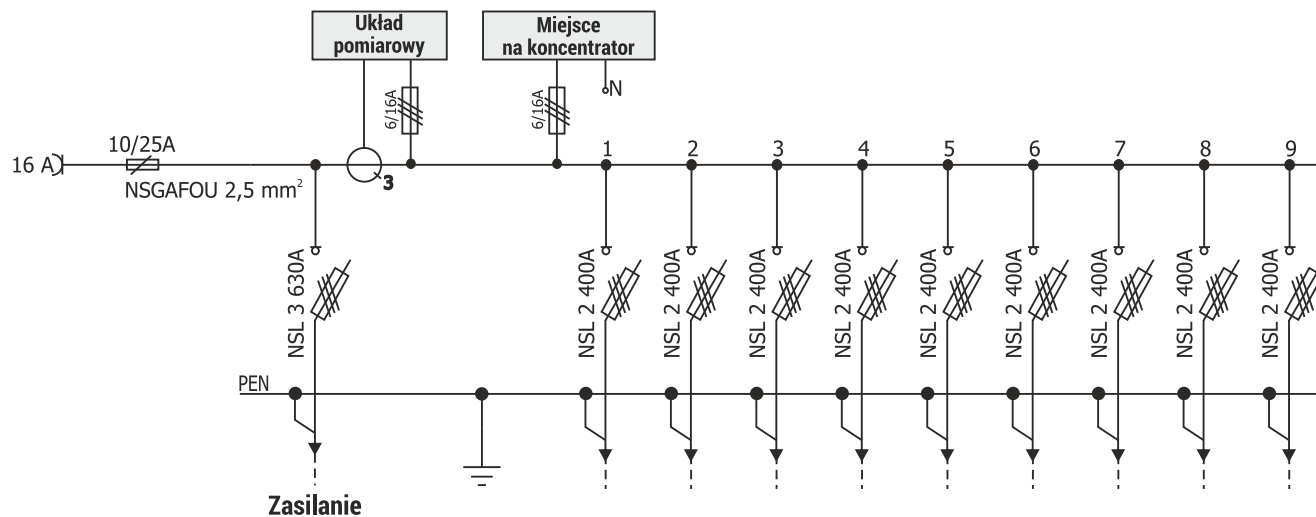 Układ
pomiarowy
Miejsce
na koncentrator
6/16A
6/16A
N
10/25A
16 A
NSGAFOU 2,5 mm²
3
1 2 3 4 5 6 7 8 9
NSL 3 630A
NSL 2 400A
NSL 2 400A
NSL 2 400A
NSL 2 400A
NSL 2 400A
NSL 2 400A
NSL 2 400A
NSL 2 400A
NSL 2 400A
PEN
Zasilanie